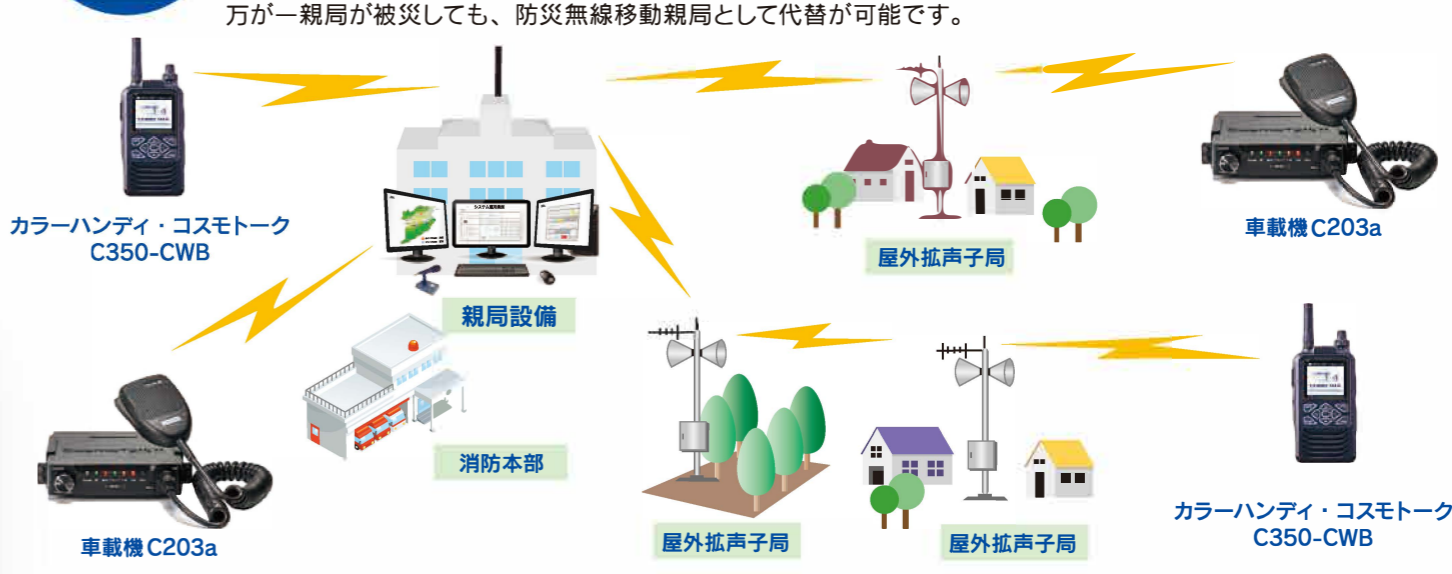 万が一親局が被災しても、防災無線移動親局として代替が可能です。
カラーハンディ・コスモトーク
C350-CWB
親局設備
屋外拡声子局
車載機C203a
消防本部
車載機C203a
屋外拡声子局
屋外拡声子局
カラーハンディ・コスモトーク
C350-CWB